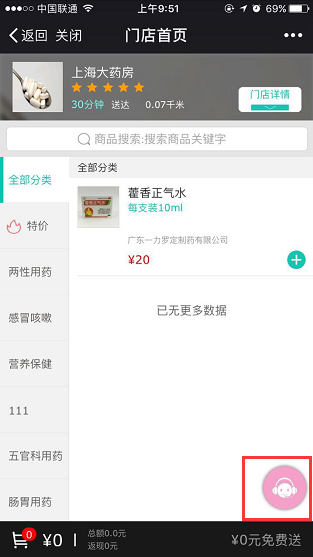 中国联通 上午9:51 89%
返回 关闭 门店首页
上海大药房
30分钟 送达 0.07千米
门店详情
商品搜索:搜索商品关键字
全部分类
特价
两性用药
感冒咳嗽
营养保健
111
五官科用药
肠胃用药
全部分类
藿香正气水
每支装10ml
广东一力罗定制药有限公司
¥20
已无更多数据
0
¥0
总额0.0元
返现0元
¥0元免费送